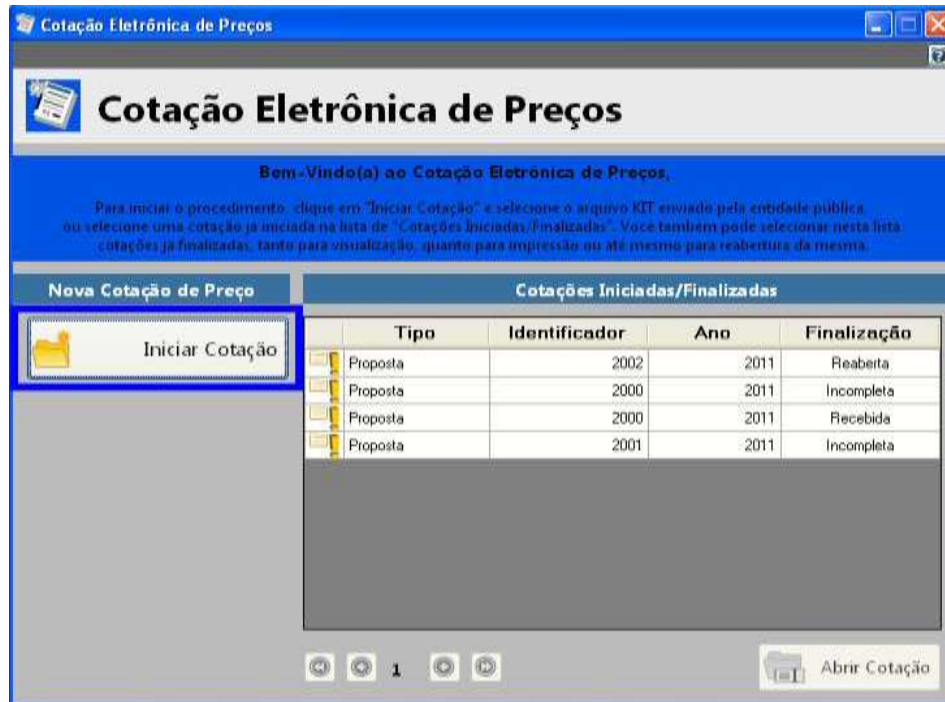 Cotação Eletrônica de Preços
Cotação Eletrônica de Preços
Bem-Vindo(a) ao Cotação Eletrônica de Preços,
Para iniciar o procedimento, clique em "Iniciar Cotação" e selecione o arquivo KIT enviado pela entidade pública,
ou selecione uma cotação já iniciada na lista de "Cotações Iniciadas/Finalizadas". Você também pode selecionar nesta lista
cotações já finalizadas, tanto para visualização, quanto para impressão ou até mesmo para reabertura da mesma.
Nova Cotação de Preço
Cotações Iniciadas/Finalizadas
Iniciar Cotação
Tipo Identificador Ano Finalização
Proposta 2002 2011 Reaberta
Proposta 2000 2011 Incompleta
Proposta 2000 2011 Recebida
Proposta 2001 2011 Incompleta
1
Abrir Cotação